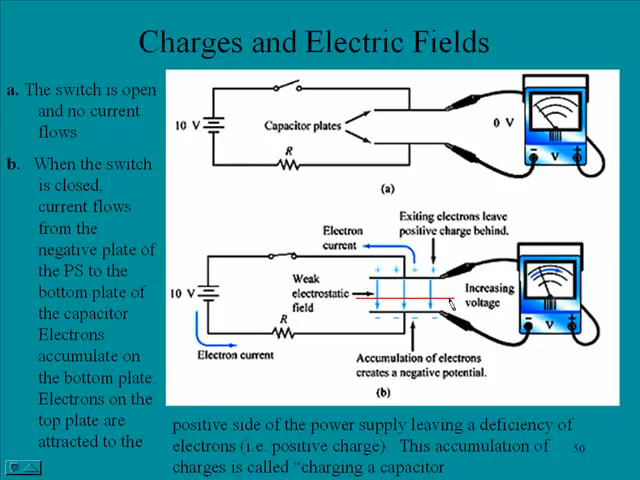 Charges and Electric Fields
a. The switch is open
and no current
flows
b. When the switch
is closed,
current flows
from the
negative plate of
the PS to the
bottom plate of
the capacitor
Electrons
accumulate on
the bottom plate.
Electrons on the
top plate are
attracted to the
10 V
Capacitor plates
R
0 V
− V +
(a)
Exiting electrons leave
positive charge behind.
Electron
current
+ + + +
Weak
electrostatic
field
Increasing
voltage
10 V
R
− − − −
− V +
Electron current
Accumulation of electrons
creates a negative potential.
(b)
positive side of the power supply leaving a deficiency of
electrons (i.e. positive charge). This accumulation of
charges is called “charging a capacitor
50